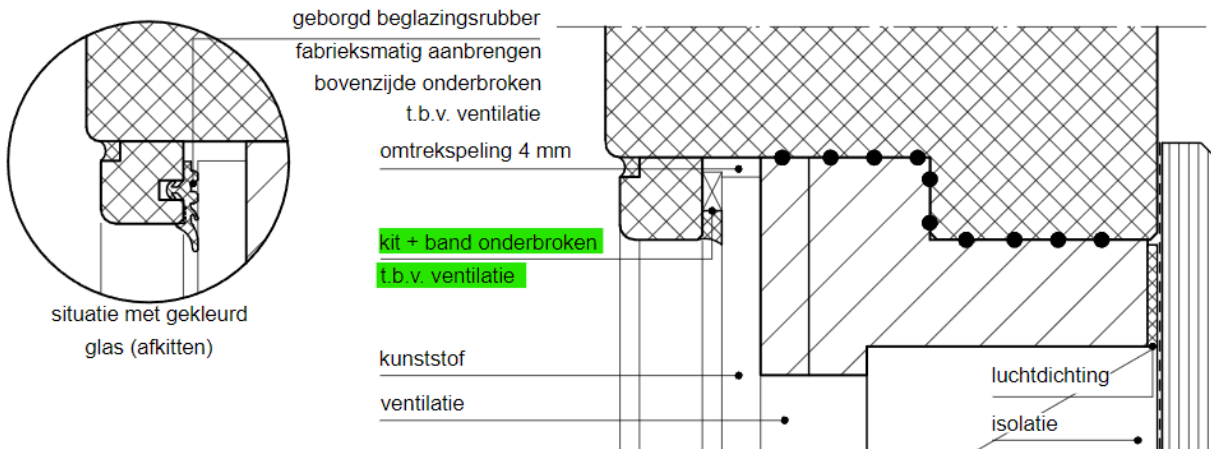 geborgd beglazingsrubber
fabrieksmatig aanbrengen
bovenzijde onderbroken
t.b.v. ventilatie
omtrekspeling 4 mm
kit + band onderbroken
t.b.v. ventilatie
situatie met gekleurd
glas (afkitten)
kunststof
ventilatie
luchtdichting
isolatie